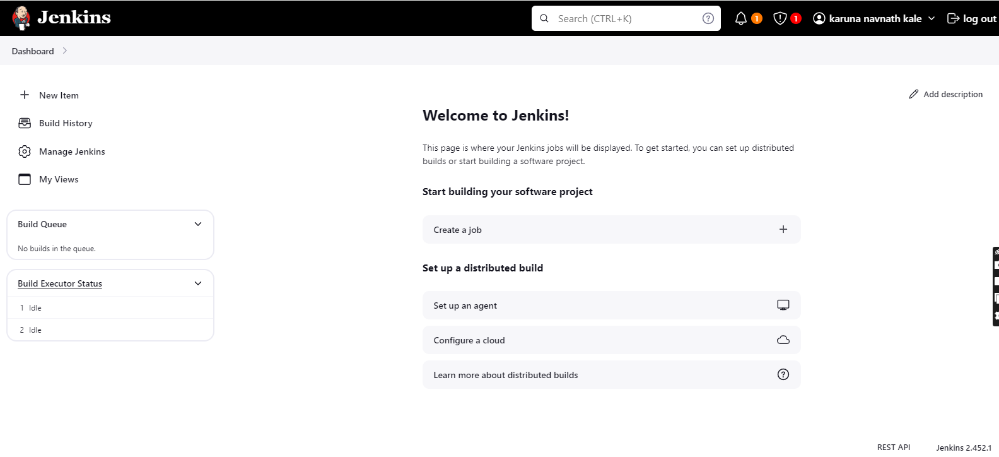 Jenkins
Search (CTRL+K)
1
1
karuna navnath kale
log out
Dashboard
New Item
Build History
Manage Jenkins
My Views
Build Queue
No builds in the queue.
Build Executor Status
1 Idle
2 Idle
Add description
Welcome to Jenkins!
This page is where your Jenkins jobs will be displayed. To get started, you can set up distributed
builds or start building a software project.
Start building your software project
Create a job
Set up a distributed build
Set up an agent
Configure a cloud
Learn more about distributed builds
REST API
Jenkins 2.452.1